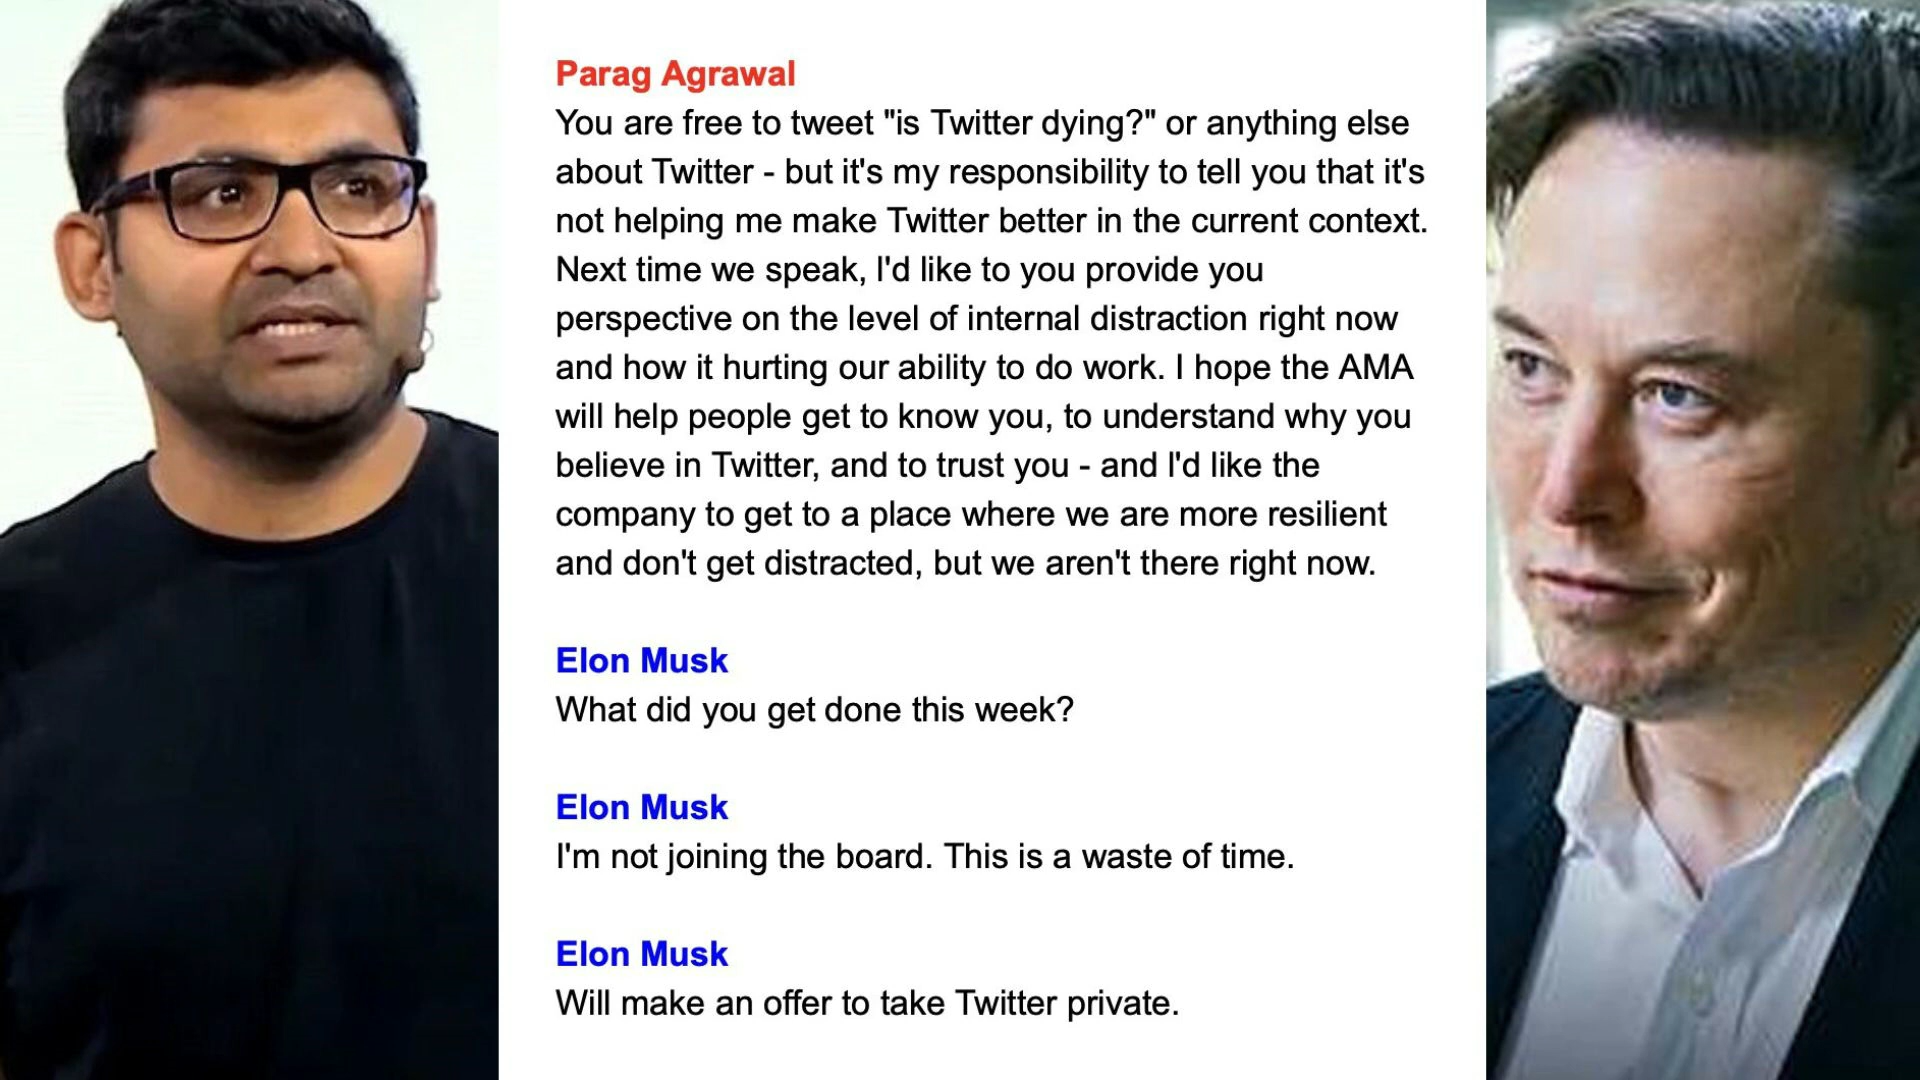 Parag Agrawal
You are free to tweet "is Twitter dying?" or anything else
about Twitter - but it's my responsibility to tell you that it's
not helping me make Twitter better in the current context.
Next time we speak, I'd like to you provide you
perspective on the level of internal distraction right now
and how it hurting our ability to do work. I hope the AMA
will help people get to know you, to understand why you
believe in Twitter, and to trust you - and I'd like the
company to get to a place where we are more resilient
and don't get distracted, but we aren't there right now.
Elon Musk
What did you get done this week?
Elon Musk
I'm not joining the board. This is a waste of time.
Elon Musk
Will make an offer to take Twitter private.